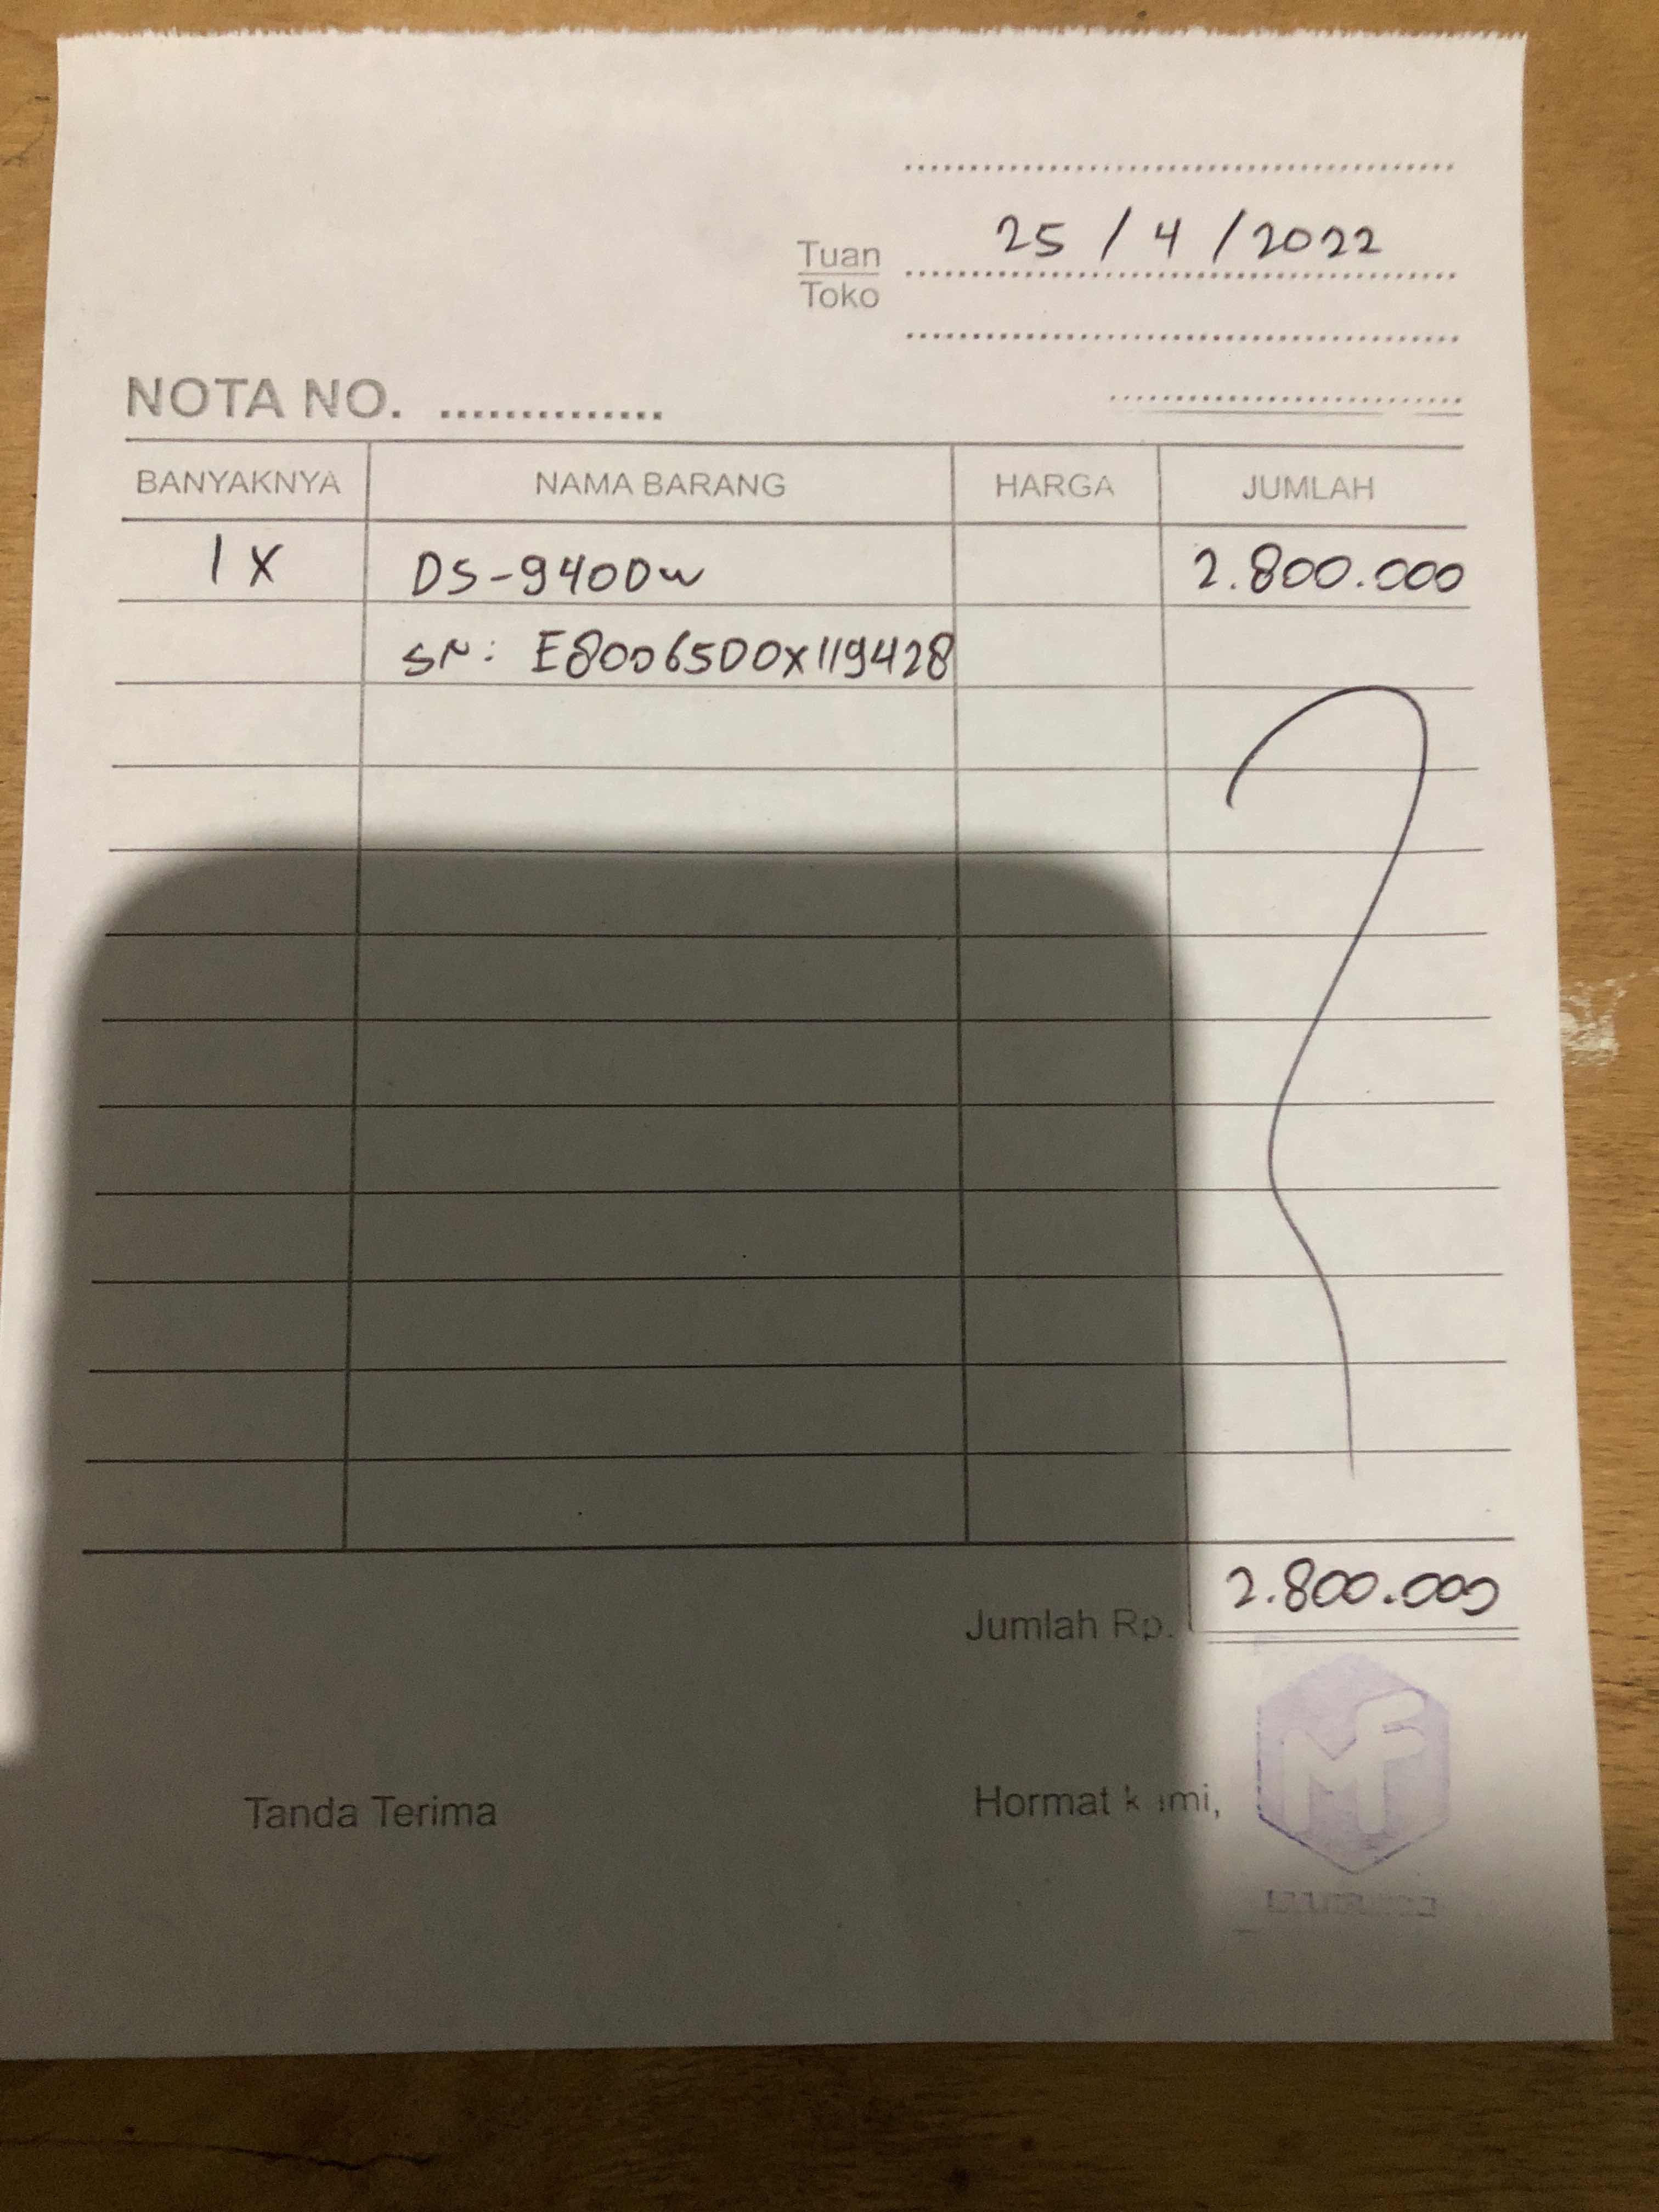 25 / 4 / 2022
Tuan
Toko
NOTA NO. ..............
BANYAKNYA NAMA BARANG HARGA JUMLAH
1 X DS-9400w 2.800.000
SN: E8006500X119428
Jumlah Rp. 2.800.000
Tanda Terima Hormat kami,
MF